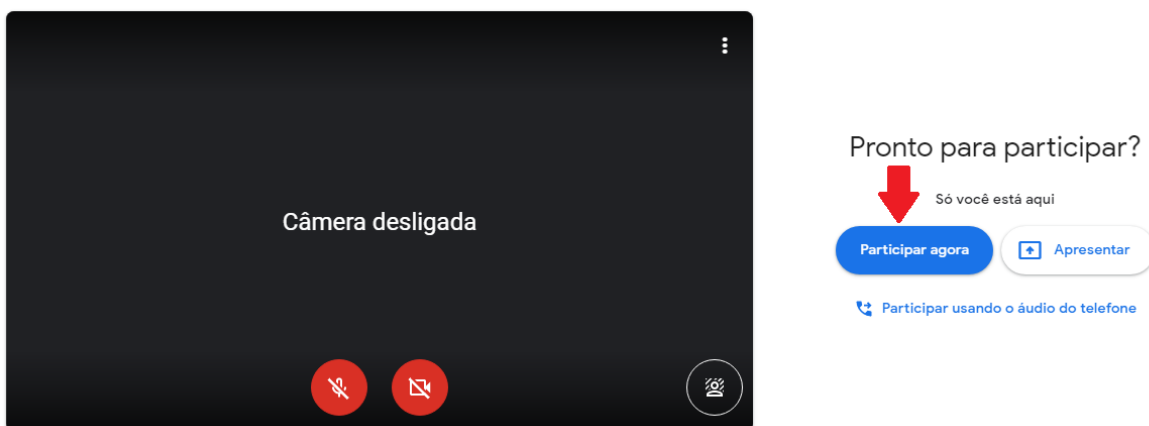 Câmera desligada
Pronto para participar?
Só você está aqui
Participar agora
Apresentar
Participar usando o áudio do telefone